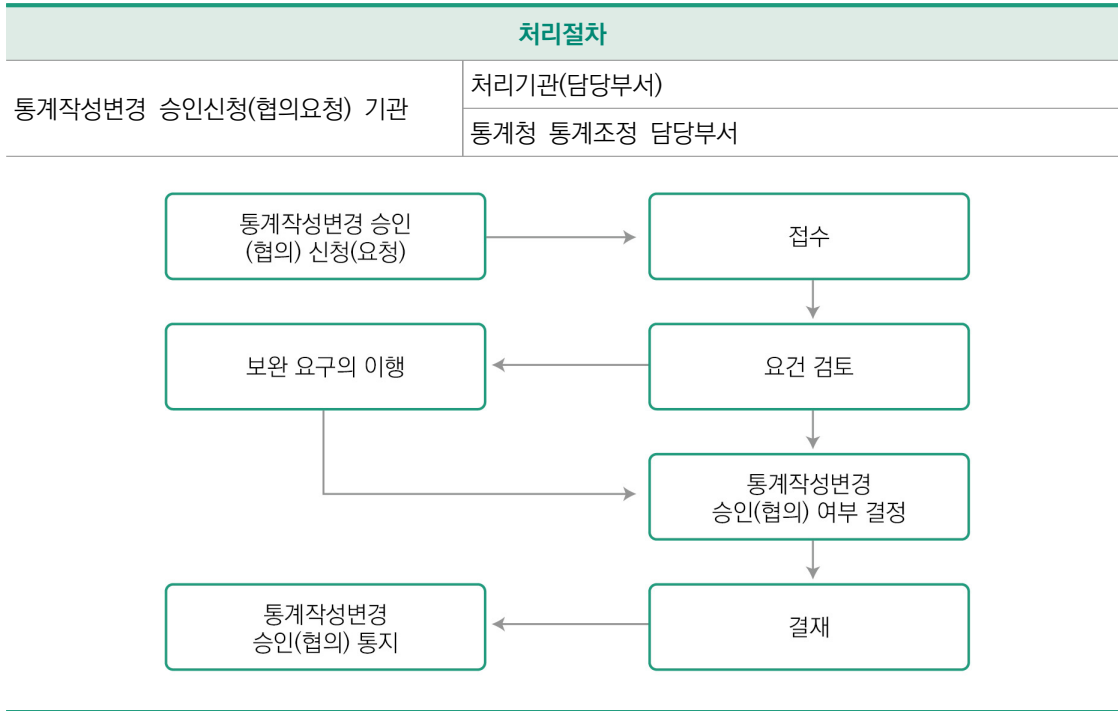 처리절차
통계작성변경 승인신청(협의요청) 기관
처리기관(담당부서)
통계청 통계조정 담당부서
통계작성변경 승인
(협의) 신청(요청)
접수
보완 요구의 이행
요건 검토
통계작성변경
승인(협의) 여부 결정
통계작성변경
승인(협의) 통지
결재